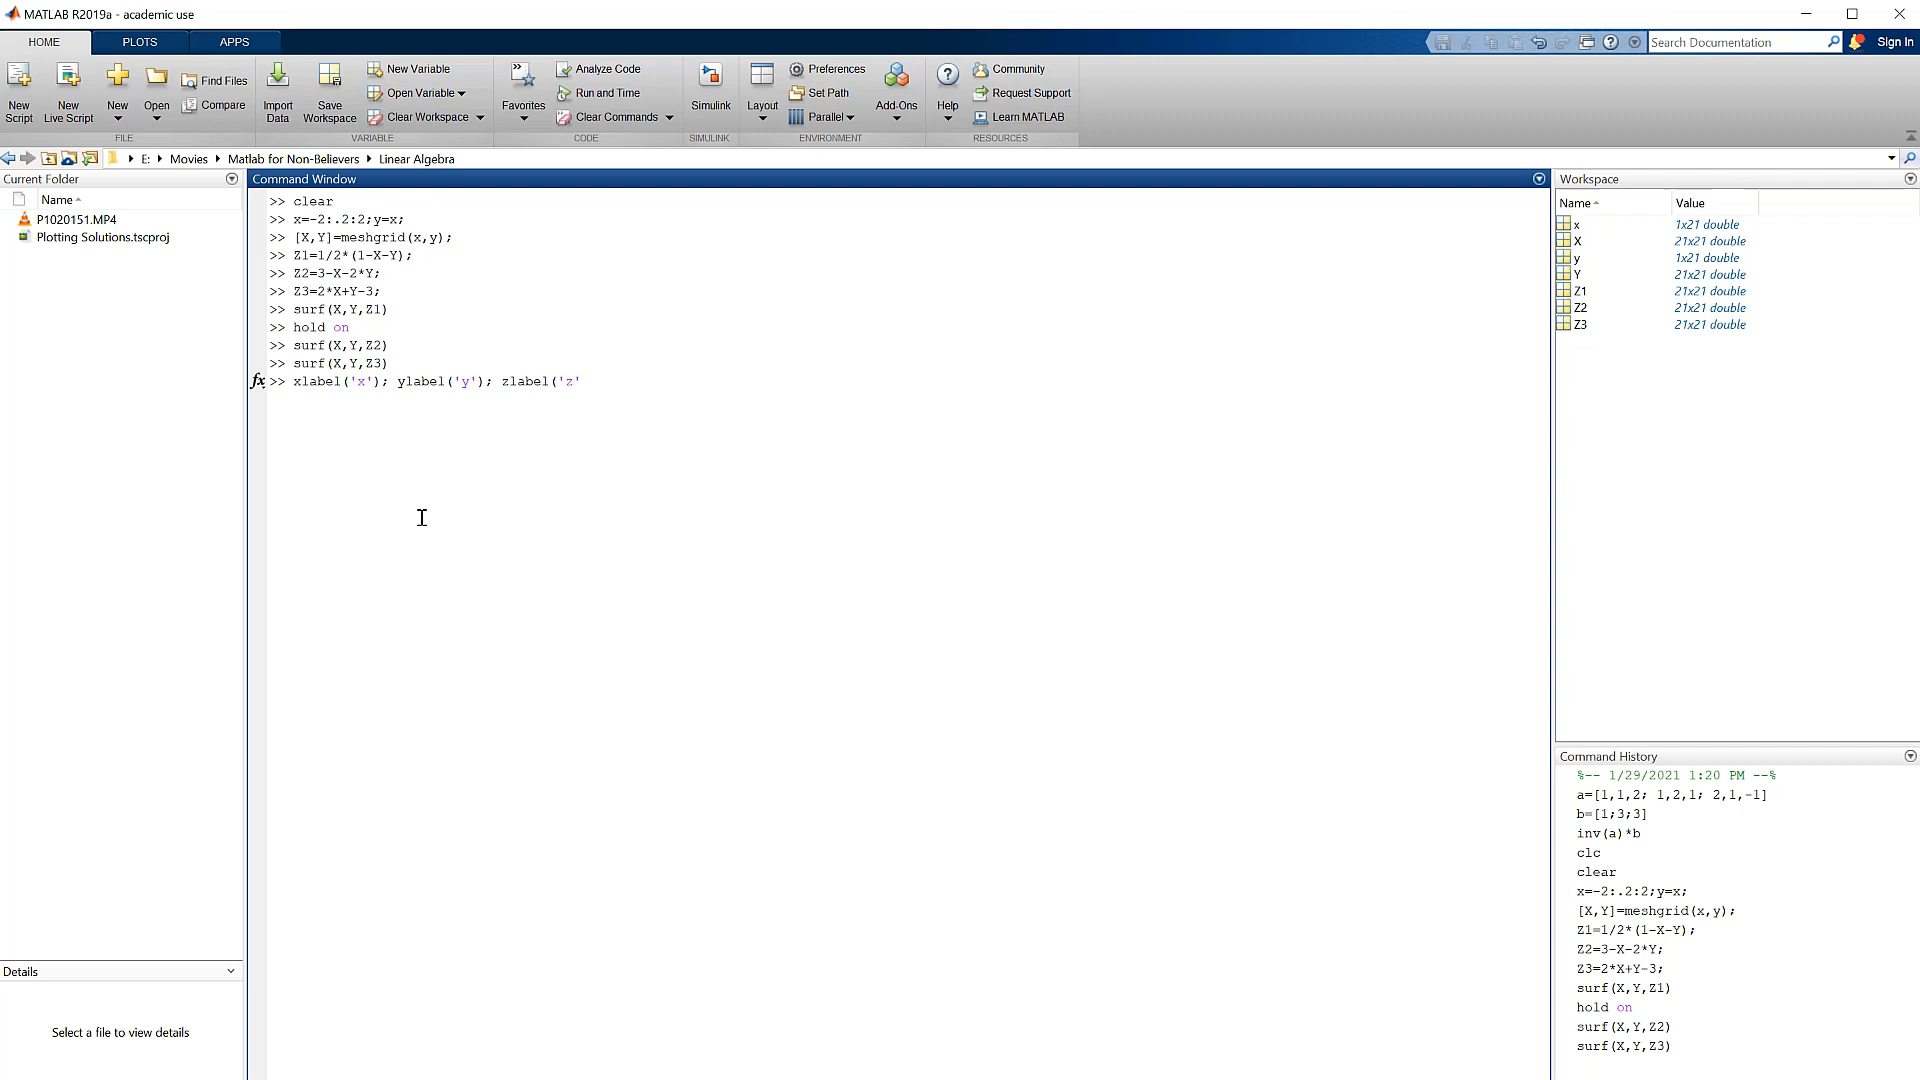 MATLAB R2019a - academic use
HOME
PLOTS
APPS
Search Documentation
Sign In
New Script
New Live Script
New
Open
Find Files
Compare
FILE
Import Data
Save Workspace
New Variable
Open Variable
Clear Workspace
VARIABLE
Favorites
Analyze Code
Run and Time
Clear Commands
CODE
Simulink
SIMULINK
Layout
Preferences
Set Path
Parallel
Add-Ons
ENVIRONMENT
Help
Community
Request Support
Learn MATLAB
RESOURCES
E: Movies Matlab for Non-Believers Linear Algebra
Current Folder
Name
P1020151.MP4
Plotting Solutions.tscproj
Details
Select a file to view details
Command Window
>> clear
>> x=-2:.2:2;y=x;
>> [X,Y]=meshgrid(x,y);
>> Z1=1/2*(1-X-Y);
>> Z2=3-X-2*Y;
>> Z3=2*X+Y-3;
>> surf(X,Y,Z1)
>> hold on
>> surf(X,Y,Z2)
>> surf(X,Y,Z3)
fx >> xlabel('x'); ylabel('y'); zlabel('z'
Workspace
Name Value
x 1x21 double
X 21x21 double
y 1x21 double
Y 21x21 double
Z1 21x21 double
Z2 21x21 double
Z3 21x21 double
Command History
%-- 1/29/2021 1:20 PM --%
a=[1,1,2; 1,2,1; 2,1,-1]
b=[1;3;3]
inv(a)*b
clc
clear
x=-2:.2:2;y=x;
[X,Y]=meshgrid(x,y);
Z1=1/2*(1-X-Y);
Z2=3-X-2*Y;
Z3=2*X+Y-3;
surf(X,Y,Z1)
hold on
surf(X,Y,Z2)
surf(X,Y,Z3)